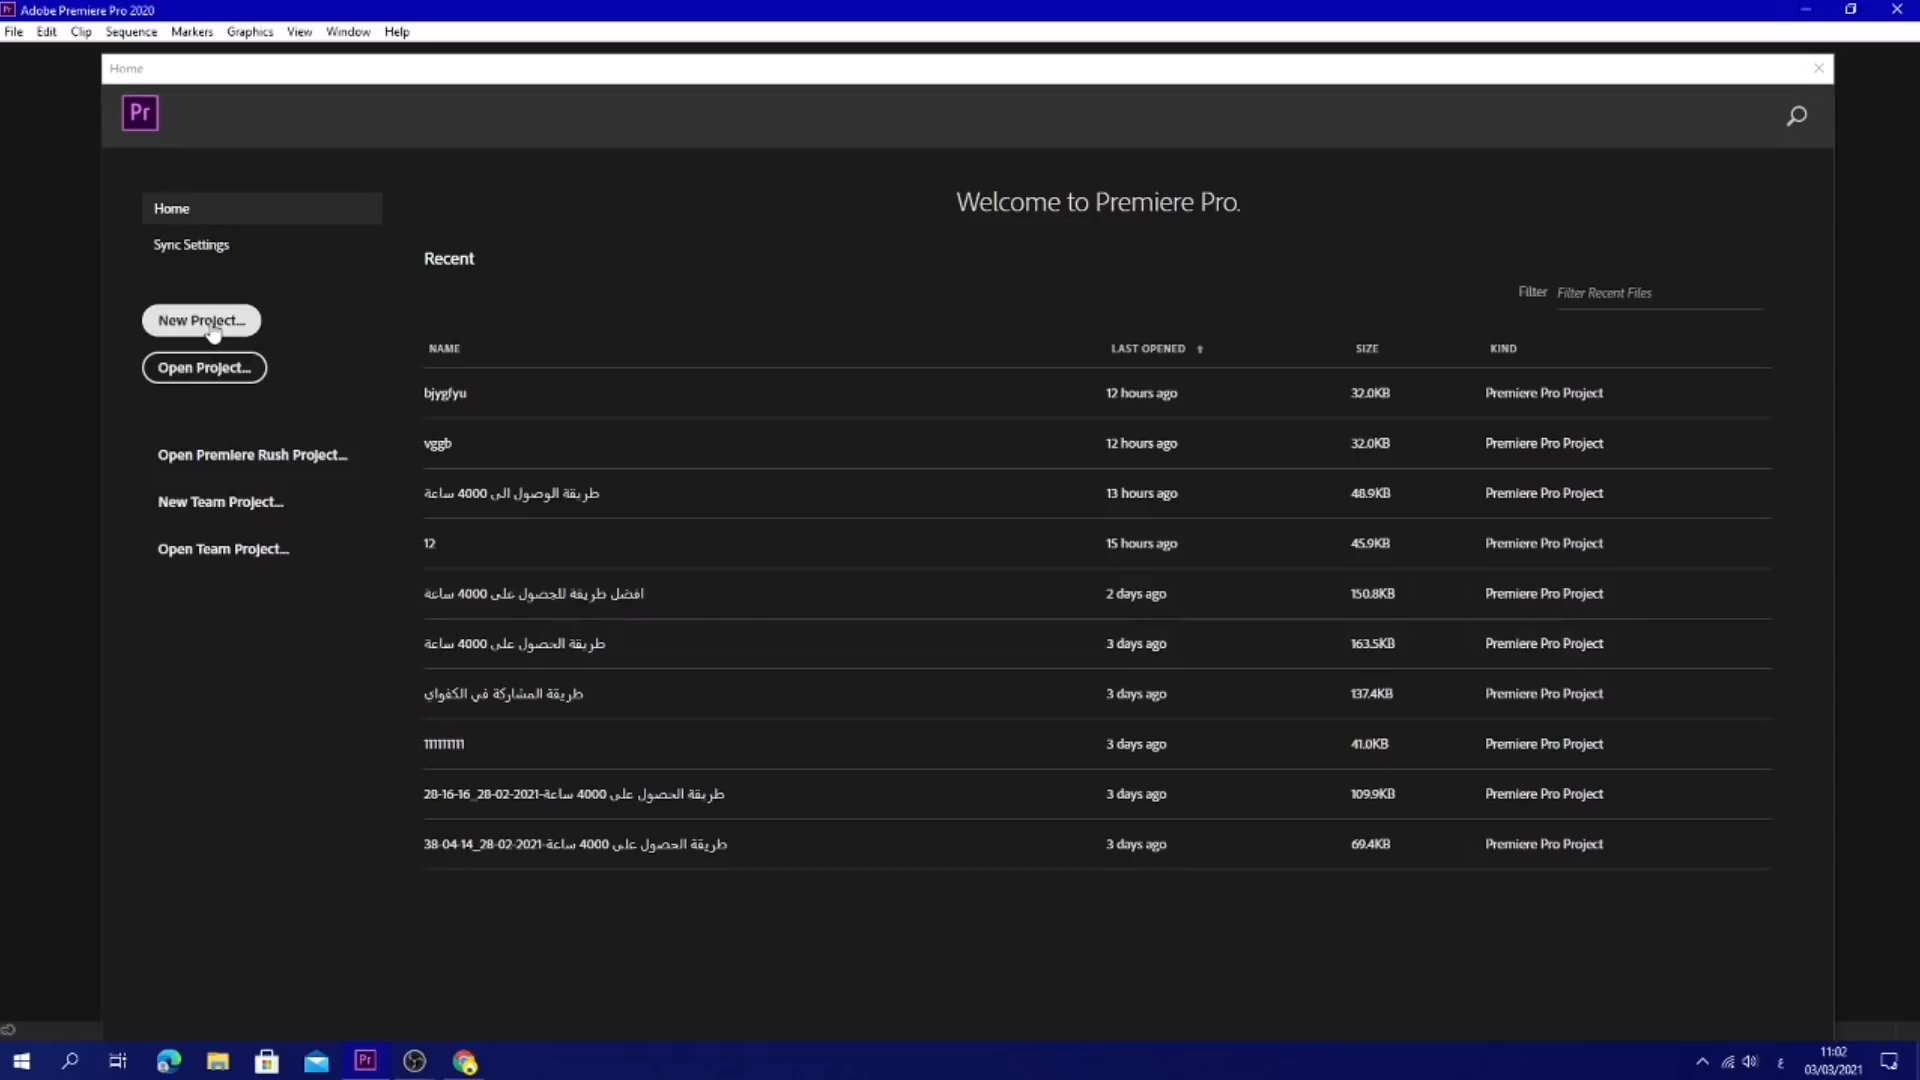 Adobe Premiere Pro 2020
File Edit Clip Sequence Markers Graphics View Window Help
Home
Pr
Home
Sync Settings
New Project...
Open Project...
Open Premiere Rush Project...
New Team Project...
Open Team Project...
Welcome to Premiere Pro.
Recent
Filter Filter Recent Files
NAME LAST OPENED SIZE KIND
bjygfyu 12 hours ago 32.0KB Premiere Pro Project
vggb 12 hours ago 32.0KB Premiere Pro Project
طريقة الوصول الى 4000 ساعة 13 hours ago 48.9KB Premiere Pro Project
12 15 hours ago 45.9KB Premiere Pro Project
افضل طريقة للحصول على 4000 ساعة 2 days ago 150.8KB Premiere Pro Project
طريقة الحصول على 4000 ساعة 3 days ago 163.5KB Premiere Pro Project
طريقة المشاركة في الكفواي 3 days ago 137.4KB Premiere Pro Project
111111111 3 days ago 41.0KB Premiere Pro Project
طريقة الحصول على 4000 ساعة-2021-02-28_16-16-28 3 days ago 109.9KB Premiere Pro Project
طريقة الحصول على 4000 ساعة-2021-02-28_14-04-38 3 days ago 69.4KB Premiere Pro Project
Pr
ع
11:02
03/03/2021